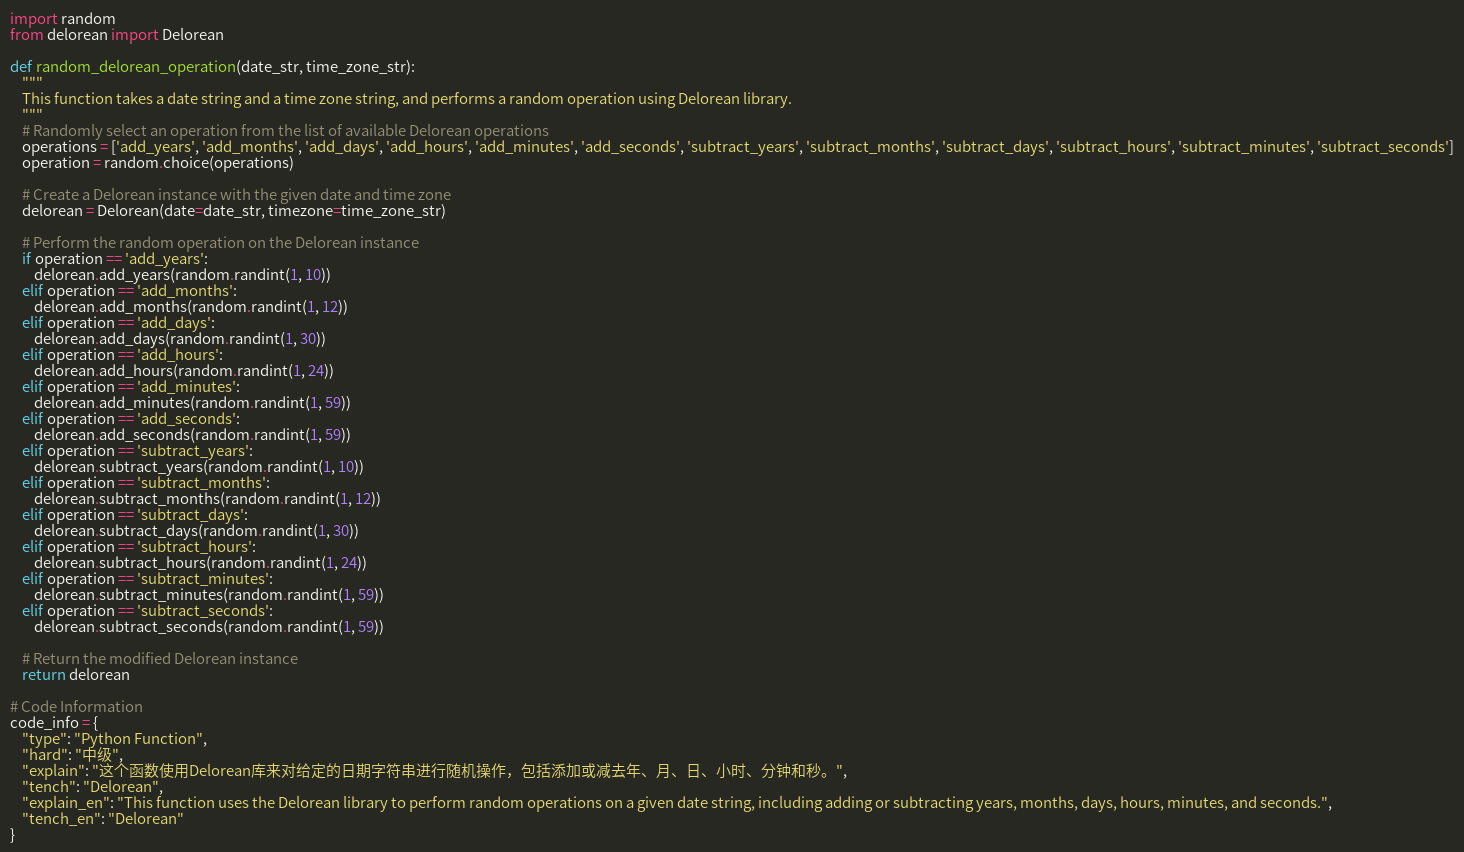 import random
from delorean import Delorean

def random_delorean_operation(date_str, time_zone_str):
    """
    This function takes a date string and a time zone string, and performs a random operation using Delorean library.
    """
    # Randomly select an operation from the list of available Delorean operations
    operations = ['add_years', 'add_months', 'add_days', 'add_hours', 'add_minutes', 'add_seconds', 'subtract_years', 'subtract_months', 'subtract_days', 'subtract_hours', 'subtract_minutes', 'subtract_seconds']
    operation = random.choice(operations)

    # Create a Delorean instance with the given date and time zone
    delorean = Delorean(date=date_str, timezone=time_zone_str)

    # Perform the random operation on the Delorean instance
    if operation == 'add_years':
        delorean.add_years(random.randint(1, 10))
    elif operation == 'add_months':
        delorean.add_months(random.randint(1, 12))
    elif operation == 'add_days':
        delorean.add_days(random.randint(1, 30))
    elif operation == 'add_hours':
        delorean.add_hours(random.randint(1, 24))
    elif operation == 'add_minutes':
        delorean.add_minutes(random.randint(1, 59))
    elif operation == 'add_seconds':
        delorean.add_seconds(random.randint(1, 59))
    elif operation == 'subtract_years':
        delorean.subtract_years(random.randint(1, 10))
    elif operation == 'subtract_months':
        delorean.subtract_months(random.randint(1, 12))
    elif operation == 'subtract_days':
        delorean.subtract_days(random.randint(1, 30))
    elif operation == 'subtract_hours':
        delorean.subtract_hours(random.randint(1, 24))
    elif operation == 'subtract_minutes':
        delorean.subtract_minutes(random.randint(1, 59))
    elif operation == 'subtract_seconds':
        delorean.subtract_seconds(random.randint(1, 59))

    # Return the modified Delorean instance
    return delorean

# Code Information
code_info = {
    "type": "Python Function",
    "hard": "中级",
    "explain": "这个函数使用Delorean库来对给定的日期字符串进行随机操作，包括添加或减去年、月、日、小时、分钟和秒。",
    "tench": "Delorean",
    "explain_en": "This function uses the Delorean library to perform random operations on a given date string, including adding or subtracting years, months, days, hours, minutes, and seconds.",
    "tench_en": "Delorean"
}